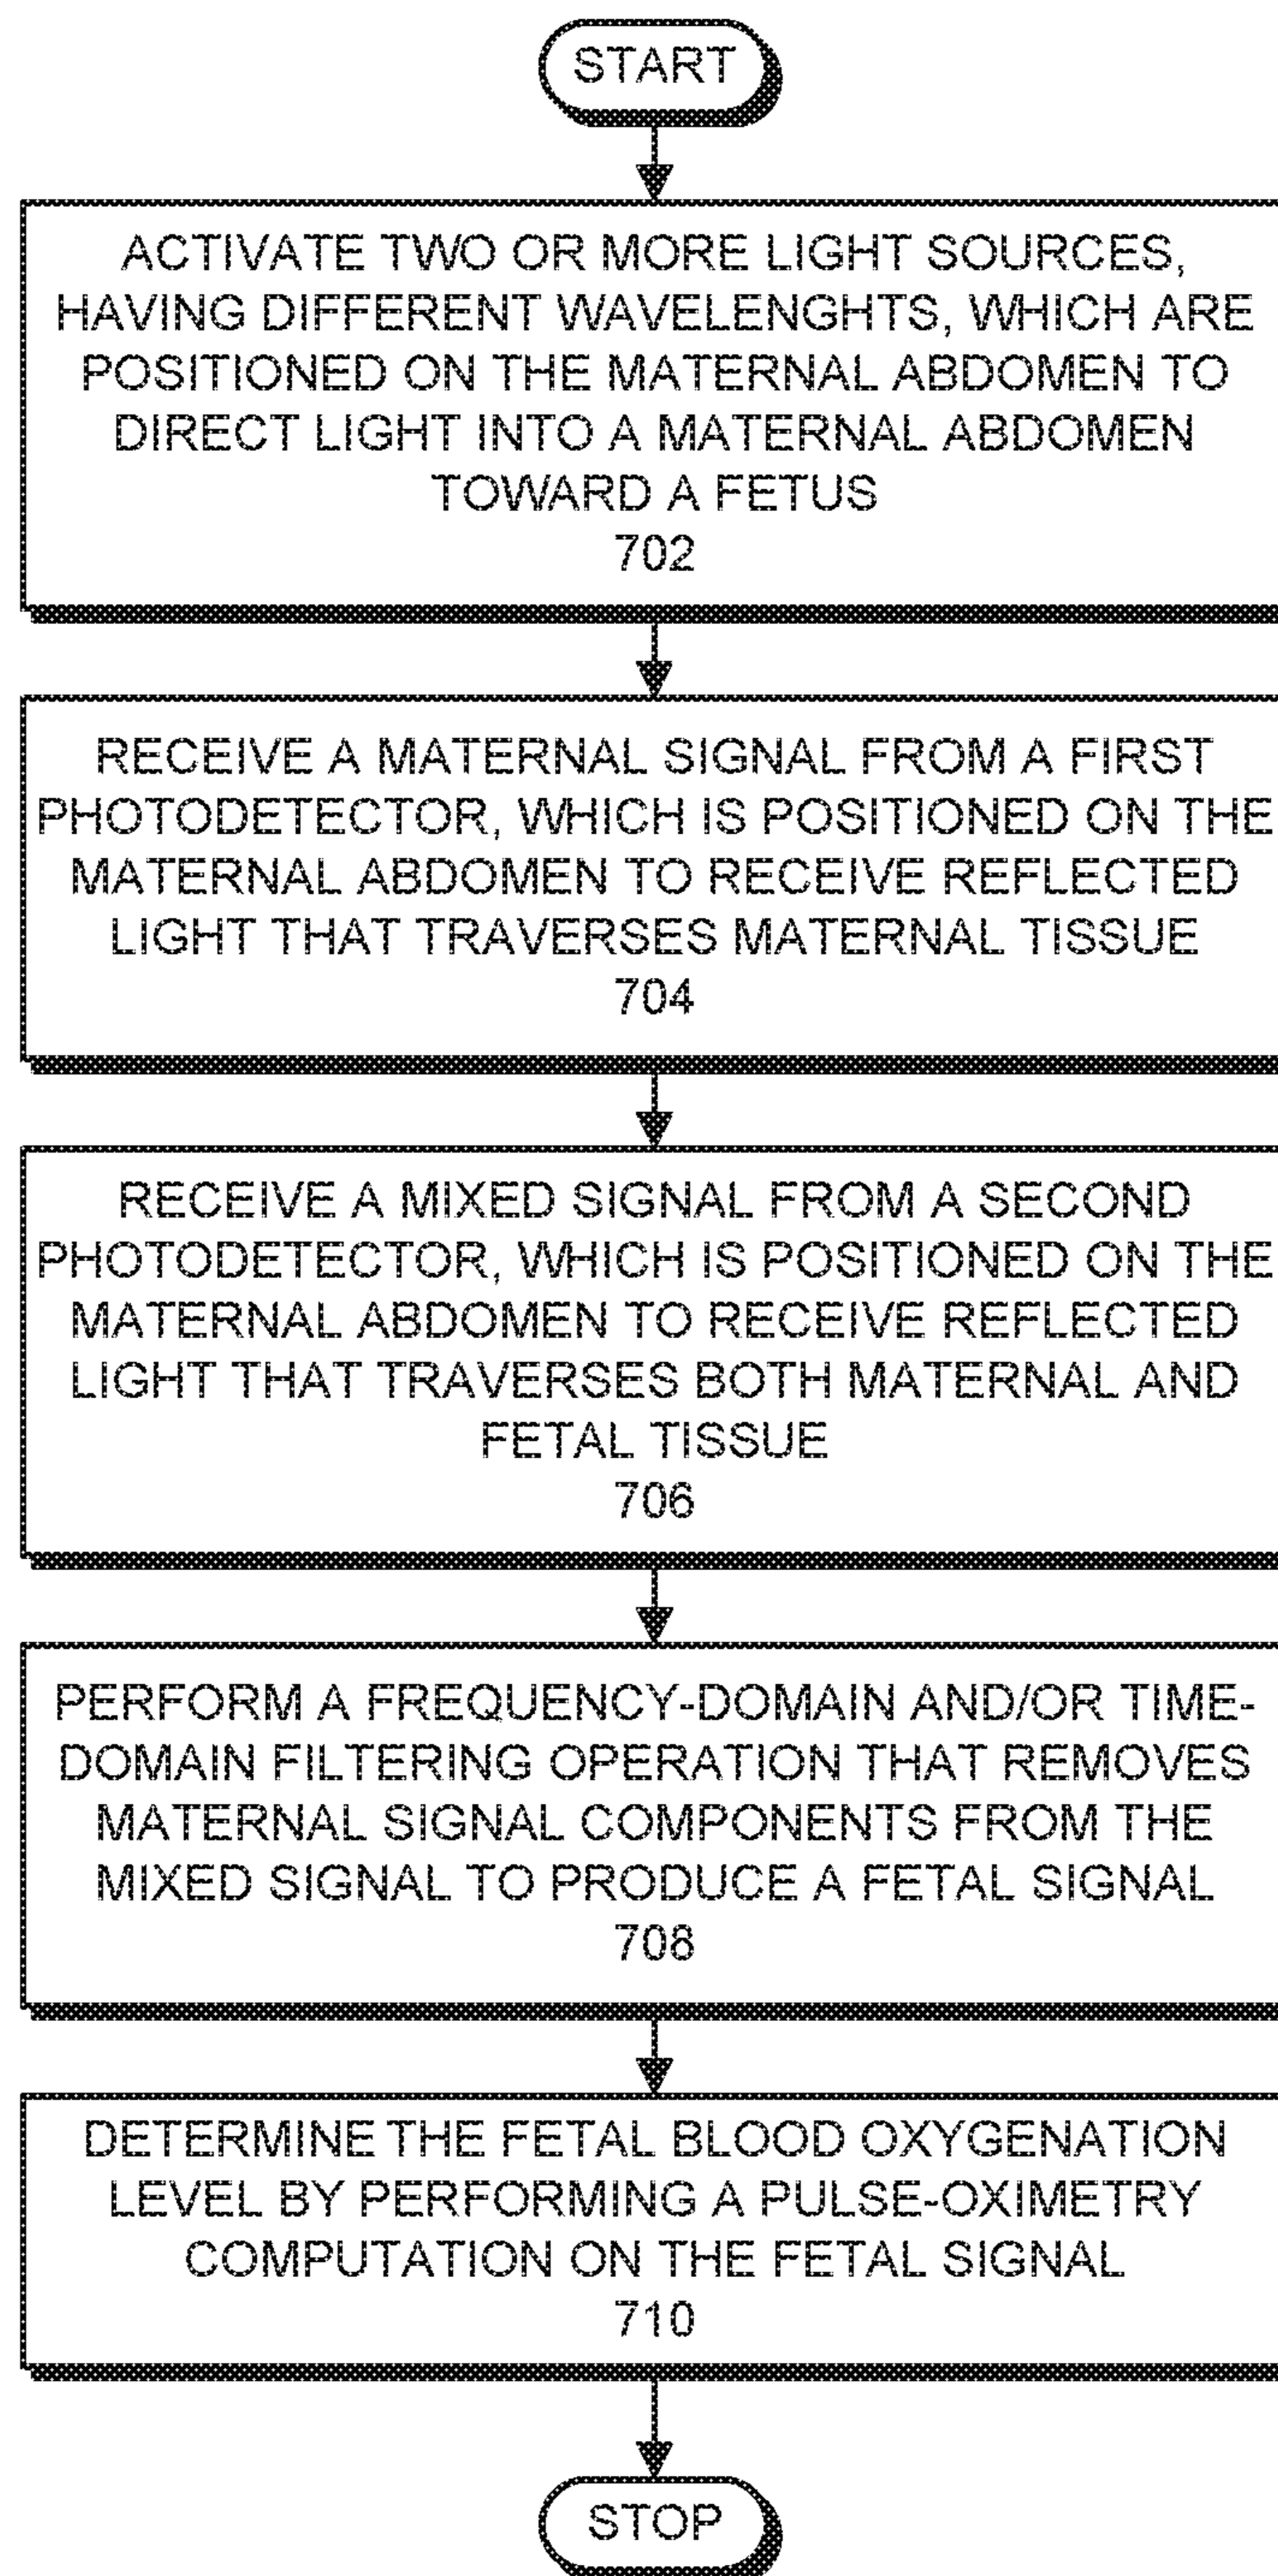 START
ACTIVATE TWO OR MORE LIGHT SOURCES,
HAVING DIFFERENT WAVELENGHTS, WHICH ARE
POSITIONED ON THE MATERNAL ABDOMEN TO
DIRECT LIGHT INTO A MATERNAL ABDOMEN
TOWARD A FETUS
702
RECEIVE A MATERNAL SIGNAL FROM A FIRST
PHOTODETECTOR, WHICH IS POSITIONED ON THE
MATERNAL ABDOMEN TO RECEIVE REFLECTED
LIGHT THAT TRAVERSES MATERNAL TISSUE
704
RECEIVE A MIXED SIGNAL FROM A SECOND
PHOTODETECTOR, WHICH IS POSITIONED ON THE
MATERNAL ABDOMEN TO RECEIVE REFLECTED
LIGHT THAT TRAVERSES BOTH MATERNAL AND
FETAL TISSUE
706
PERFORM A FREQUENCY-DOMAIN AND/OR TIME-
DOMAIN FILTERING OPERATION THAT REMOVES
MATERNAL SIGNAL COMPONENTS FROM THE
MIXED SIGNAL TO PRODUCE A FETAL SIGNAL
708
DETERMINE THE FETAL BLOOD OXYGENATION
LEVEL BY PERFORMING A PULSE-OXIMETRY
COMPUTATION ON THE FETAL SIGNAL
710
STOP